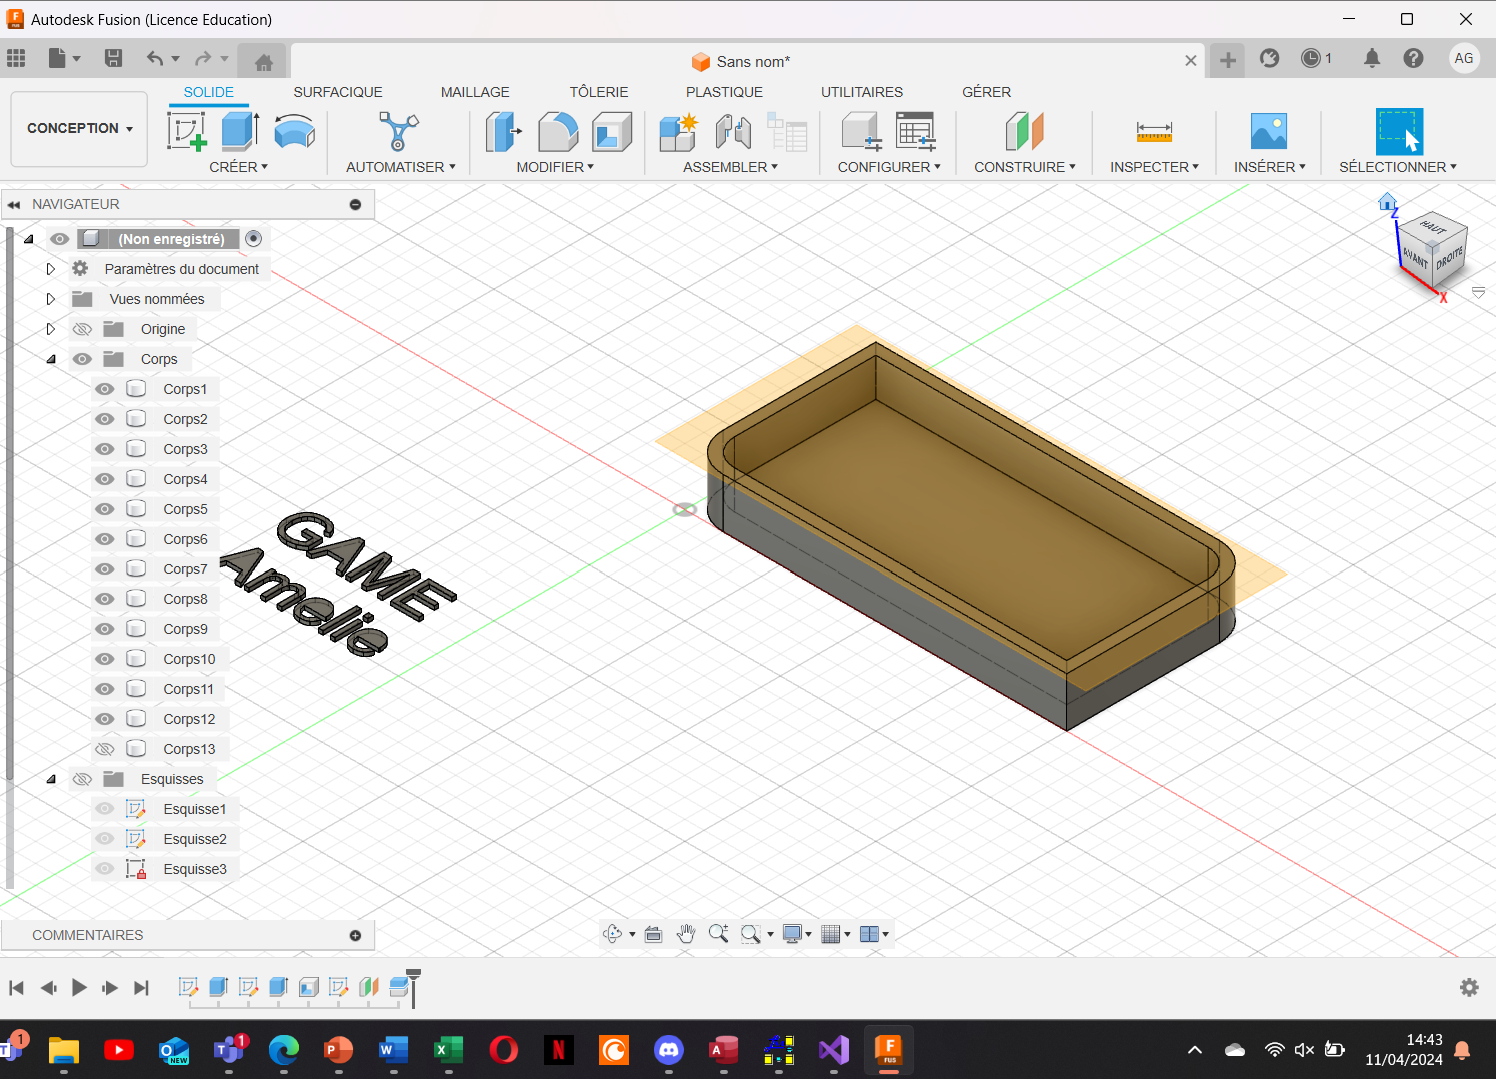 Autodesk Fusion (Licence Education)
Sans nom*
1
AG
CONCEPTION
SOLIDE
SURFACIQUE
MAILLAGE
TÔLERIE
PLASTIQUE
UTILITAIRES
GÉRER
CRÉER
AUTOMATISER
MODIFIER
ASSEMBLER
CONFIGURER
CONSTRUIRE
INSPECTER
INSÉRER
SÉLECTIONNER
NAVIGATEUR
(Non enregistré)
Paramètres du document
Vues nommées
Origine
Corps
Corps1
Corps2
Corps3
Corps4
Corps5
Corps6
Corps7
Corps8
Corps9
Corps10
Corps11
Corps12
Corps13
Esquisses
Esquisse1
Esquisse2
Esquisse3
GAME
Amelie
Z
HAUT
AVANT
DROITE
X
COMMENTAIRES
14:43
11/04/2024